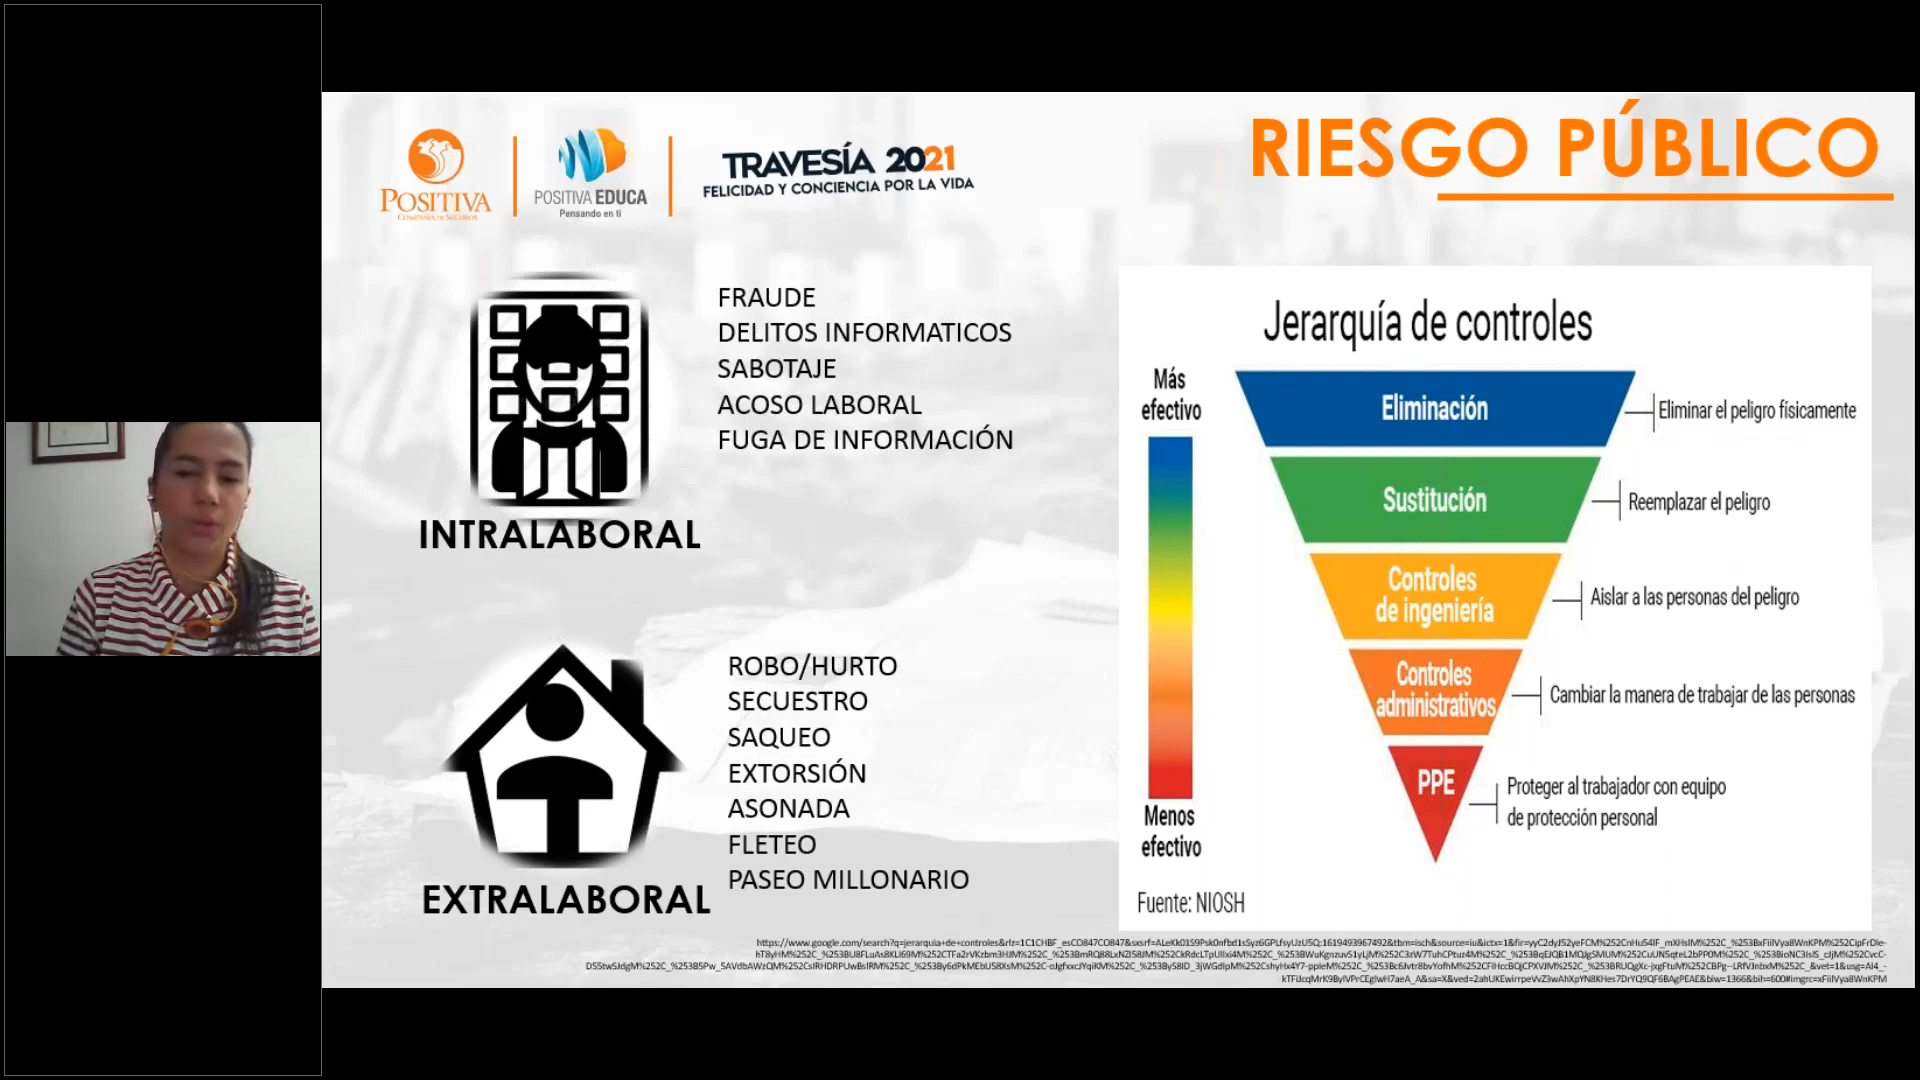 POSITIVA
COMPAÑÍA DE SEGUROS
POSITIVA EDUCA
Pensando en ti
TRAVESÍA 2021
FELICIDAD Y CONCIENCIA POR LA VIDA
RIESGO PÚBLICO
FRAUDE
DELITOS INFORMATICOS
SABOTAJE
ACOSO LABORAL
FUGA DE INFORMACIÓN
INTRALABORAL
ROBO/HURTO
SECUESTRO
SAQUEO
EXTORSIÓN
ASONADA
FLETEO
PASEO MILLONARIO
EXTRALABORAL
Jerarquía de controles
Más
efectivo
Eliminación
Eliminar el peligro físicamente
Sustitución
Reemplazar el peligro
Controles
de ingeniería
Aislar a las personas del peligro
Controles
administrativos
Cambiar la manera de trabajar de las personas
PPE
Proteger al trabajador con equipo
de protección personal
Menos
efectivo
Fuente: NIOSH